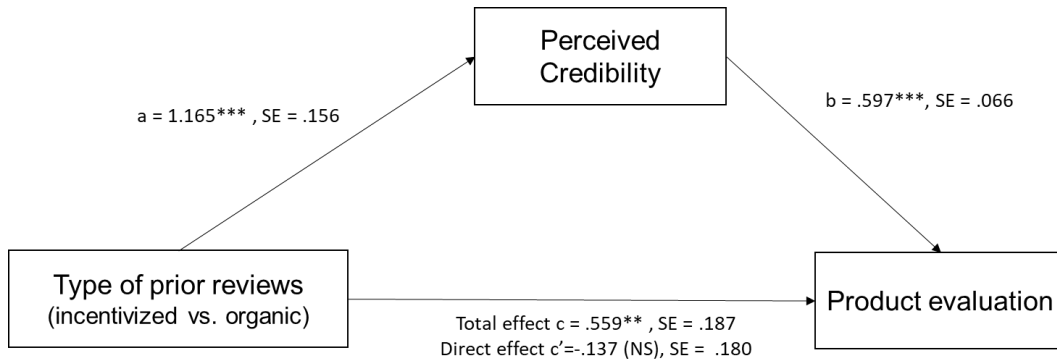 Perceived
Credibility
a = 1.165*** , SE = .156
b = .597***, SE = .066
Type of prior reviews
(incentivized vs. organic)
Product evaluation
Total effect c = .559** , SE = .187
Direct effect c’=-.137 (NS), SE = .180